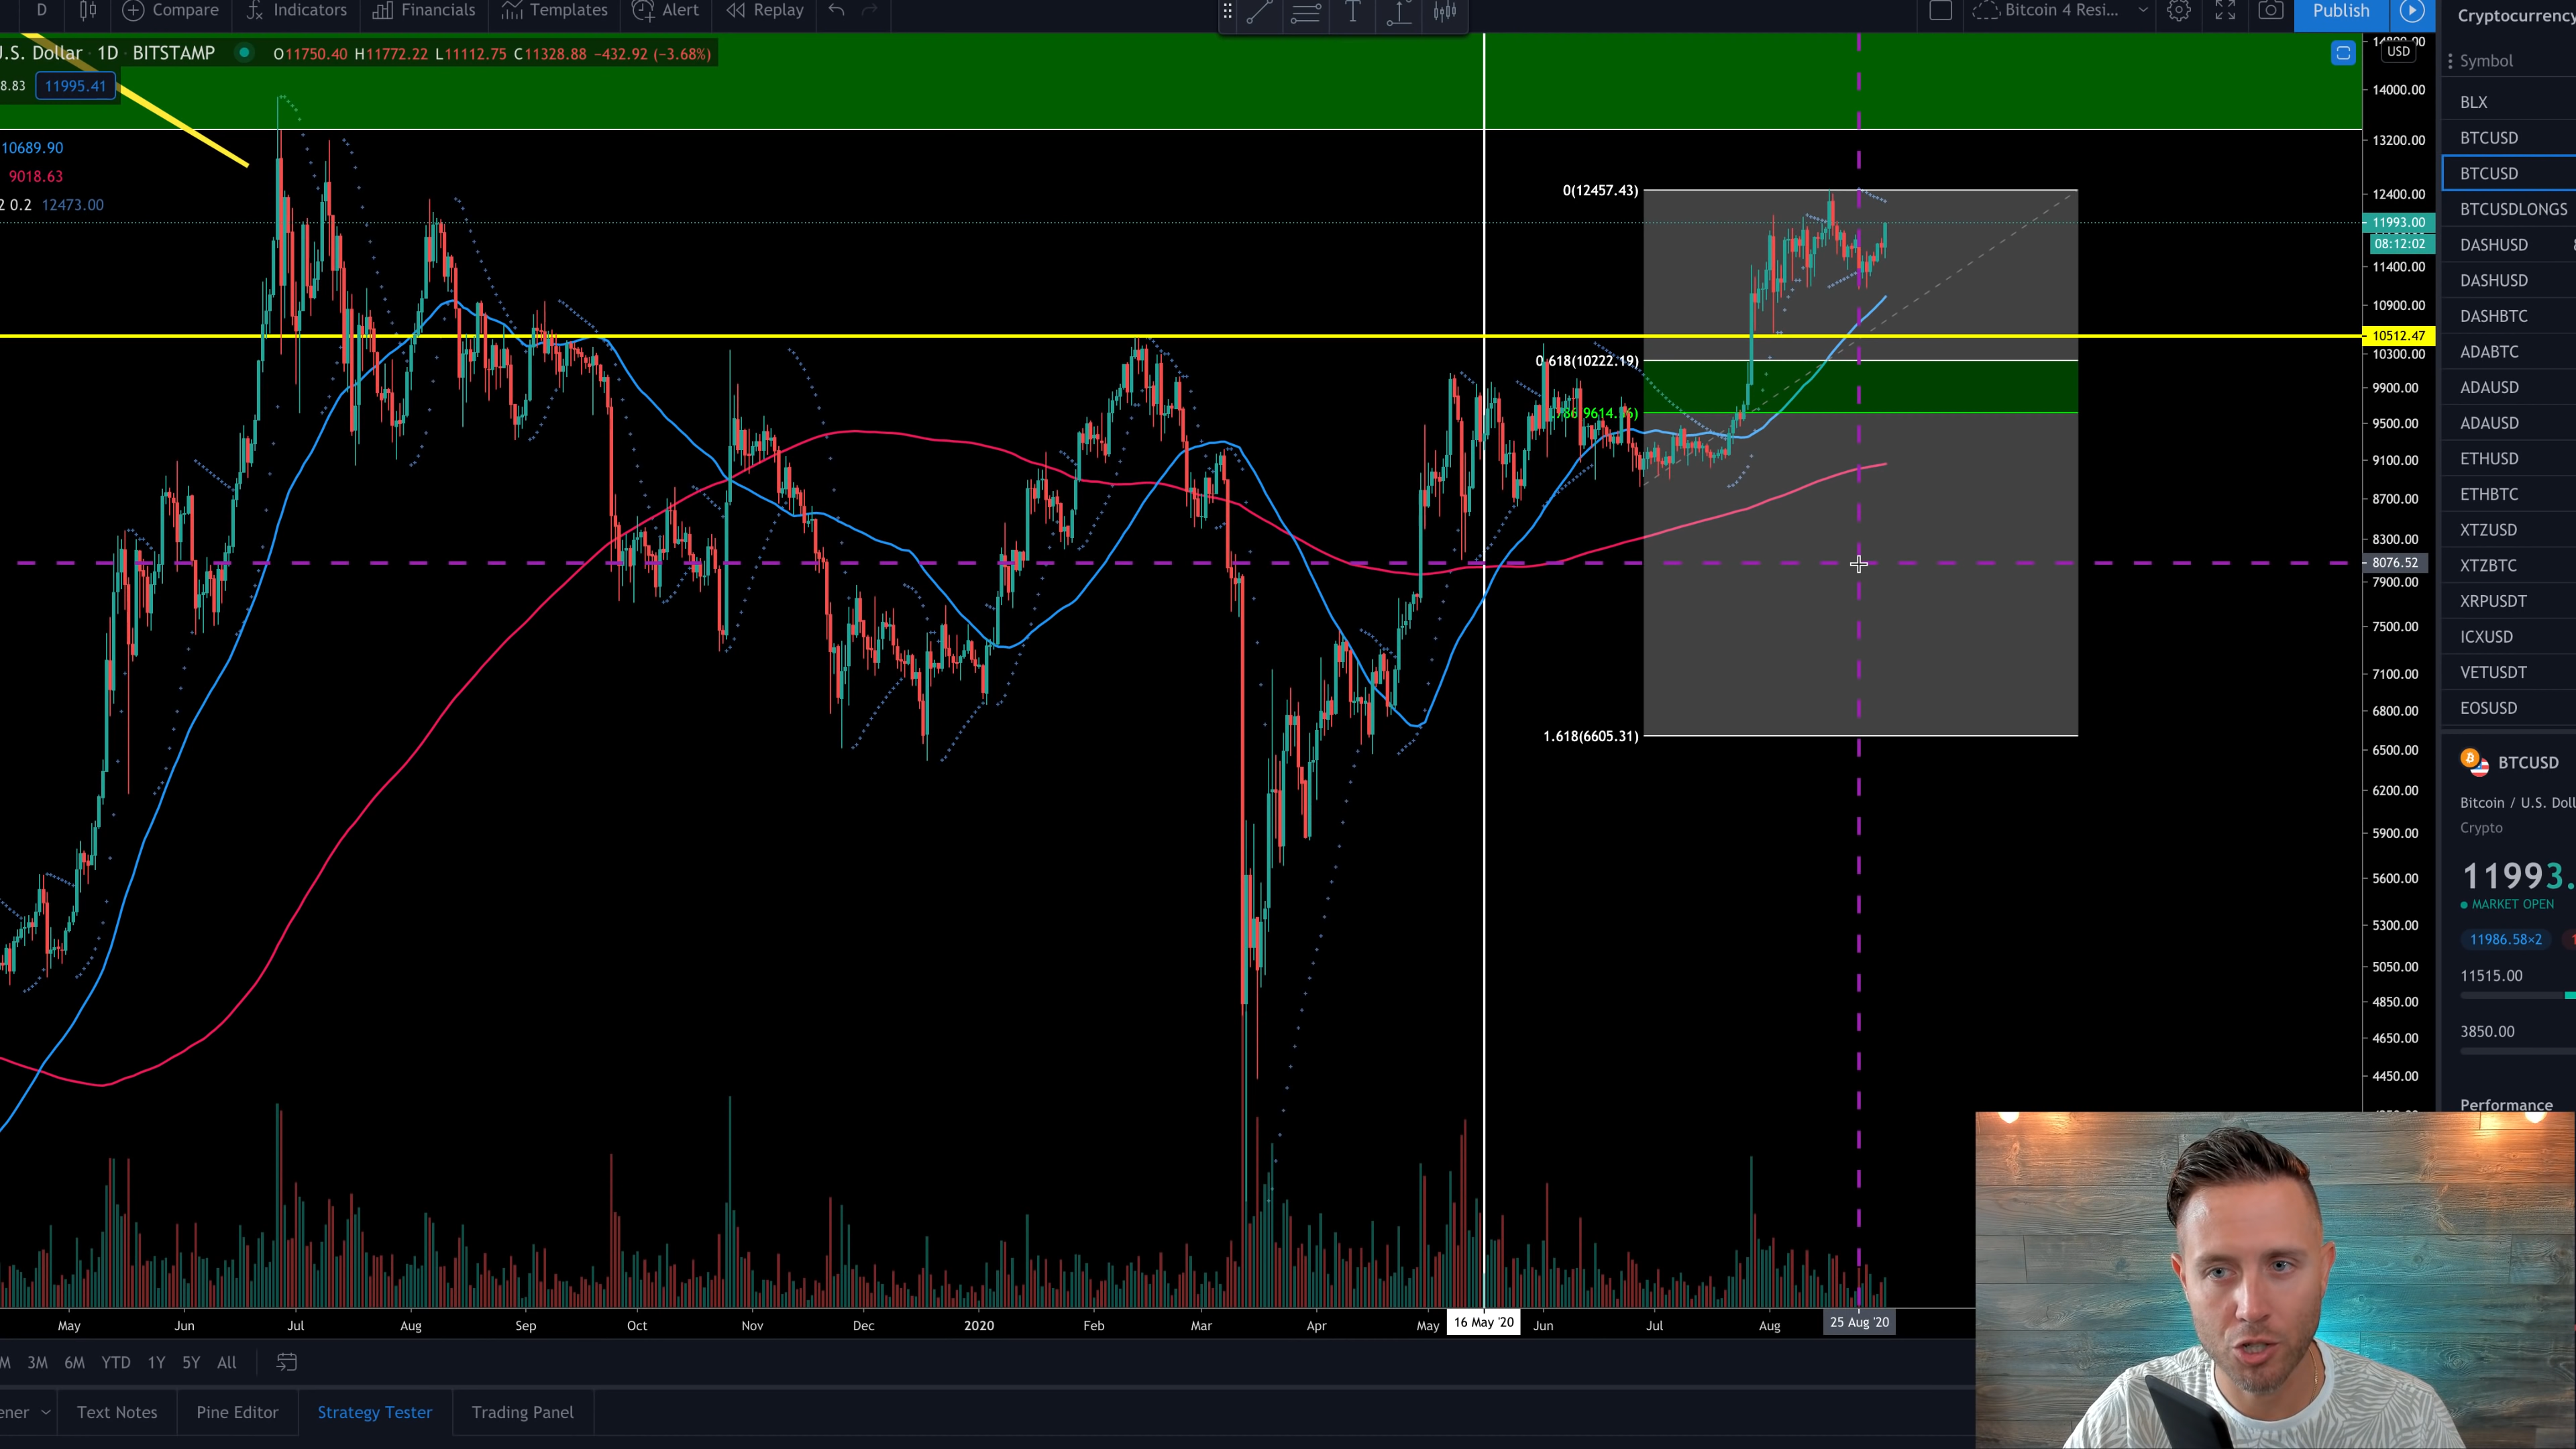 D Compare Indicators Financials Templates Alert Replay Bitcoin 4 Resi... Publish
.S. Dollar 1D BITSTAMP O11750.40 H11772.22 L11112.75 C11328.88 −432.92 (−3.68%)
8.83 11995.41
10689.90
9018.63
2 0.2 12473.00
0(12457.43)
0.618(10222.19)
1.618(6605.31)
USD
14000.00
13200.00
12400.00
11993.00
08:12:02
11400.00
10900.00
10512.47
10300.00
9900.00
9500.00
9100.00
8700.00
8300.00
8076.52
7900.00
7500.00
7100.00
6800.00
6500.00
6200.00
5900.00
5600.00
5300.00
5050.00
4850.00
4650.00
4450.00
May Jun Jul Aug Sep Oct Nov Dec 2020 Feb Mar Apr May 16 May '20 Jun Jul Aug 25 Aug '20
M 3M 6M YTD 1Y 5Y All
ener Text Notes Pine Editor Strategy Tester Trading Panel
Cryptocurrency
Symbol
BLX
BTCUSD
BTCUSD
BTCUSDLONGS
DASHUSD
DASHUSD
DASHBTC
ADABTC
ADAUSD
ADAUSD
ETHUSD
ETHBTC
XTZUSD
XTZBTC
XRPUSDT
ICXUSD
VETUSDT
EOSUSD
BTCUSD
Bitcoin / U.S. Doll
Crypto
11993.
MARKET OPEN
11986.58×2
11515.00
3850.00
Performance